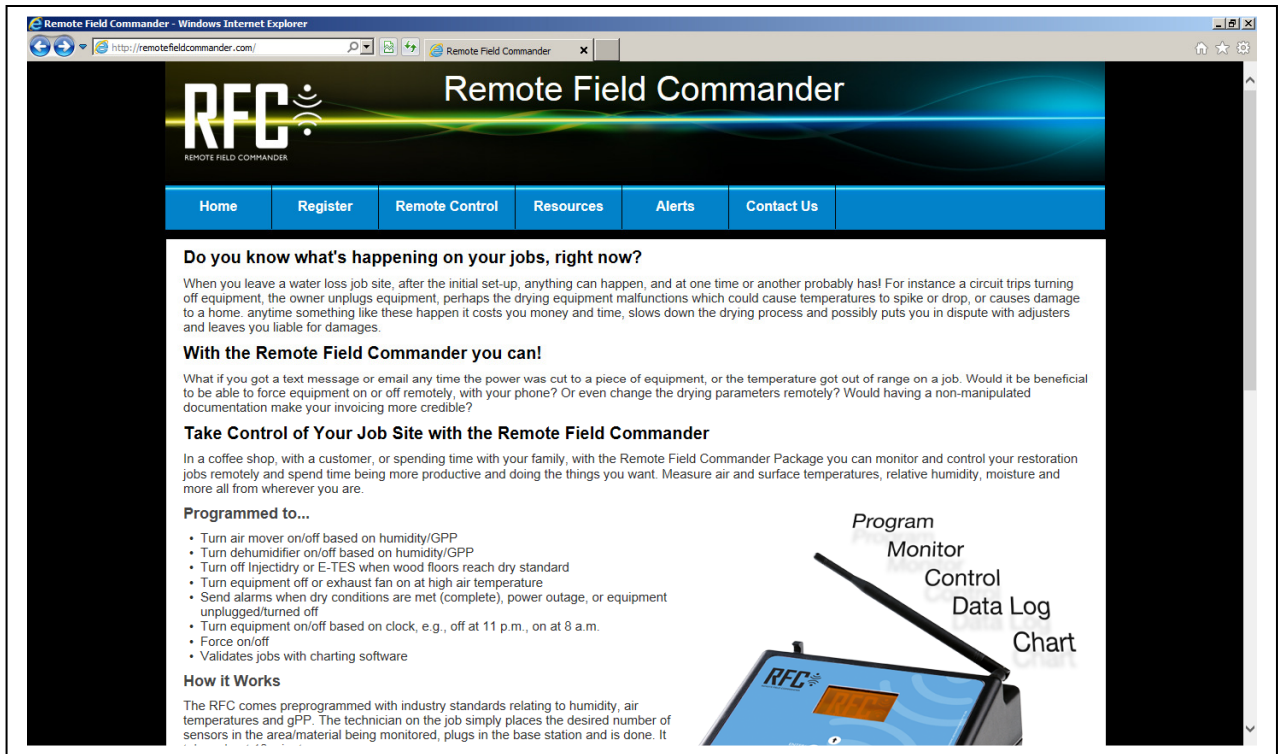 Remote Field Commander - Windows Internet Explorer
http://remotefieldcommander.com/
Remote Field Commander
RFC
REMOTE FIELD COMMANDER
Remote Field Commander
Home Register Remote Control Resources Alerts Contact Us
Do you know what's happening on your jobs, right now?
When you leave a water loss job site, after the initial set-up, anything can happen, and at one time or another probably has! For instance a circuit trips turning
off equipment, the owner unplugs equipment, perhaps the drying equipment malfunctions which could cause temperatures to spike or drop, or causes damage
to a home. anytime something like these happen it costs you money and time, slows down the drying process and possibly puts you in dispute with adjusters
and leaves you liable for damages.
With the Remote Field Commander you can!
What if you got a text message or email any time the power was cut to a piece of equipment, or the temperature got out of range on a job. Would it be beneficial
to be able to force equipment on or off remotely, with your phone? Or even change the drying parameters remotely? Would having a non-manipulated
documentation make your invoicing more credible?
Take Control of Your Job Site with the Remote Field Commander
In a coffee shop, with a customer, or spending time with your family, with the Remote Field Commander Package you can monitor and control your restoration
jobs remotely and spend time being more productive and doing the things you want. Measure air and surface temperatures, relative humidity, moisture and
more all from wherever you are.
Programmed to...
• Turn air mover on/off based on humidity/GPP
• Turn dehumidifier on/off based on humidity/GPP
• Turn off Injectidry or E-TES when wood floors reach dry standard
• Turn equipment off or exhaust fan on at high air temperature
• Send alarms when dry conditions are met (complete), power outage, or equipment
unplugged/turned off
• Turn equipment on/off based on clock, e.g., off at 11 p.m., on at 8 a.m.
• Force on/off
• Validates jobs with charting software
How it Works
The RFC comes preprogrammed with industry standards relating to humidity, air
temperatures and gPP. The technician on the job simply places the desired number of
sensors in the area/material being monitored, plugs in the base station and is done. It
Program
Monitor
Control
Data Log
Chart
RFC
RFC